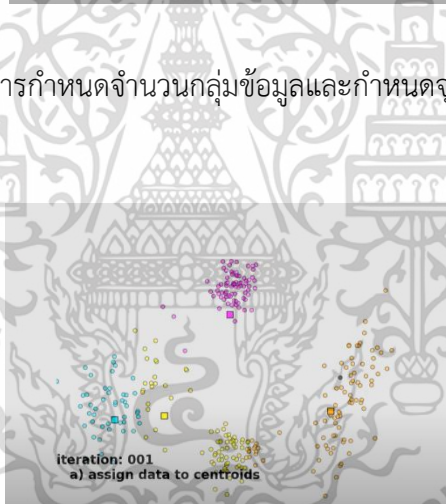 ารกำหนดจำนวนกลุ่มข้อมูลและกำหนดจุ
iteration: 001
a) assign data to centroids